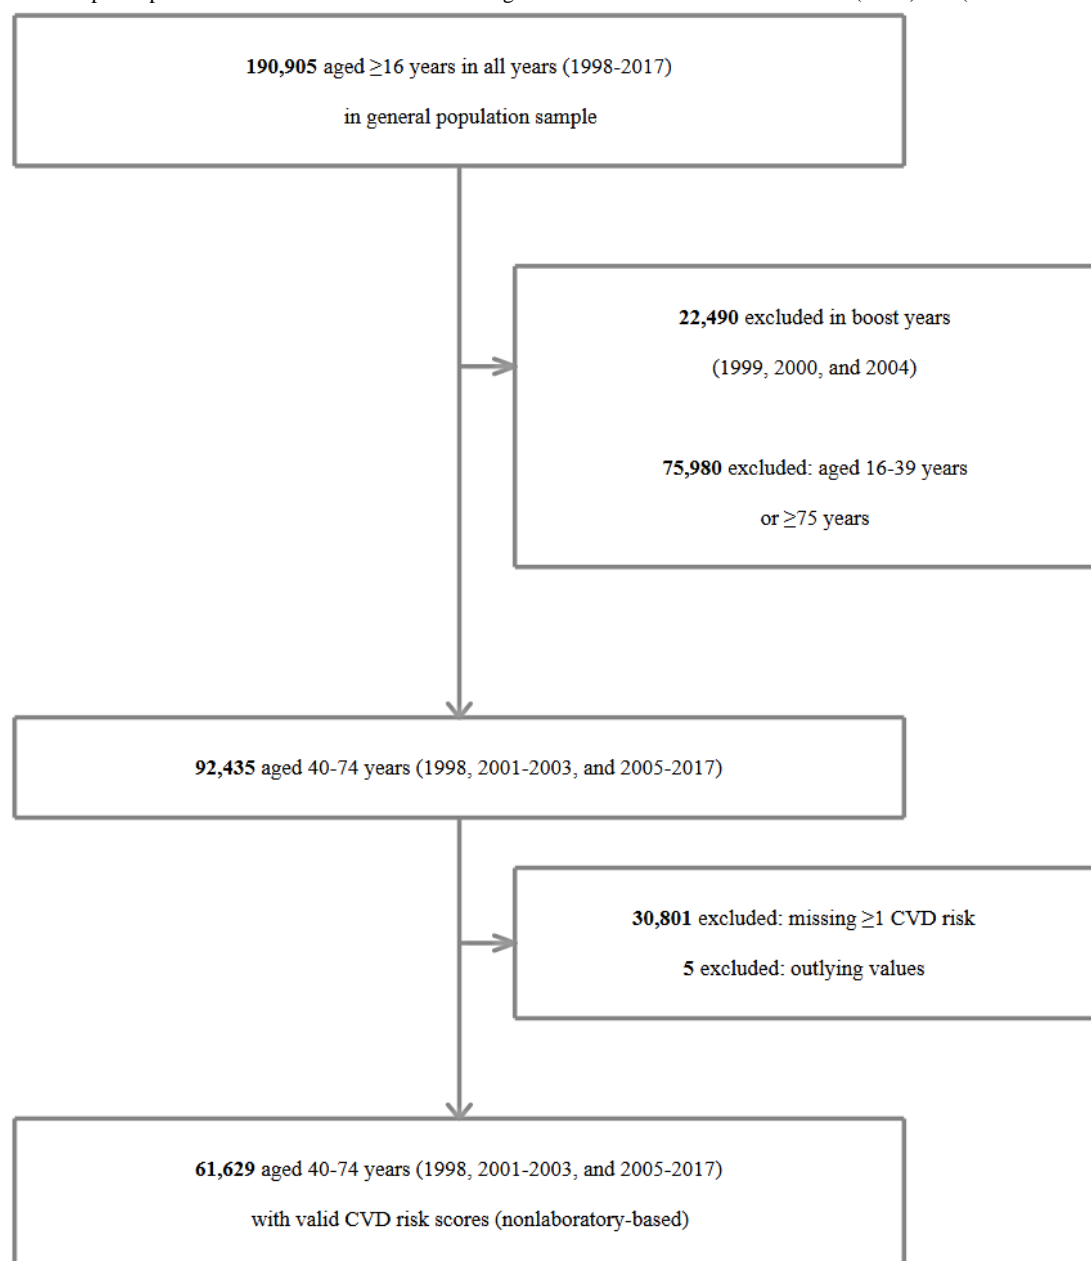 190,905 aged ≥16 years in all years (1998-2017)
in general population sample
22,490 excluded in boost years
(1999, 2000, and 2004)
75,980 excluded: aged 16-39 years
or ≥75 years
92,435 aged 40-74 years (1998, 2001-2003, and 2005-2017)
30,801 excluded: missing ≥1 CVD risk
5 excluded: outlying values
61,629 aged 40-74 years (1998, 2001-2003, and 2005-2017)
with valid CVD risk scores (nonlaboratory-based)